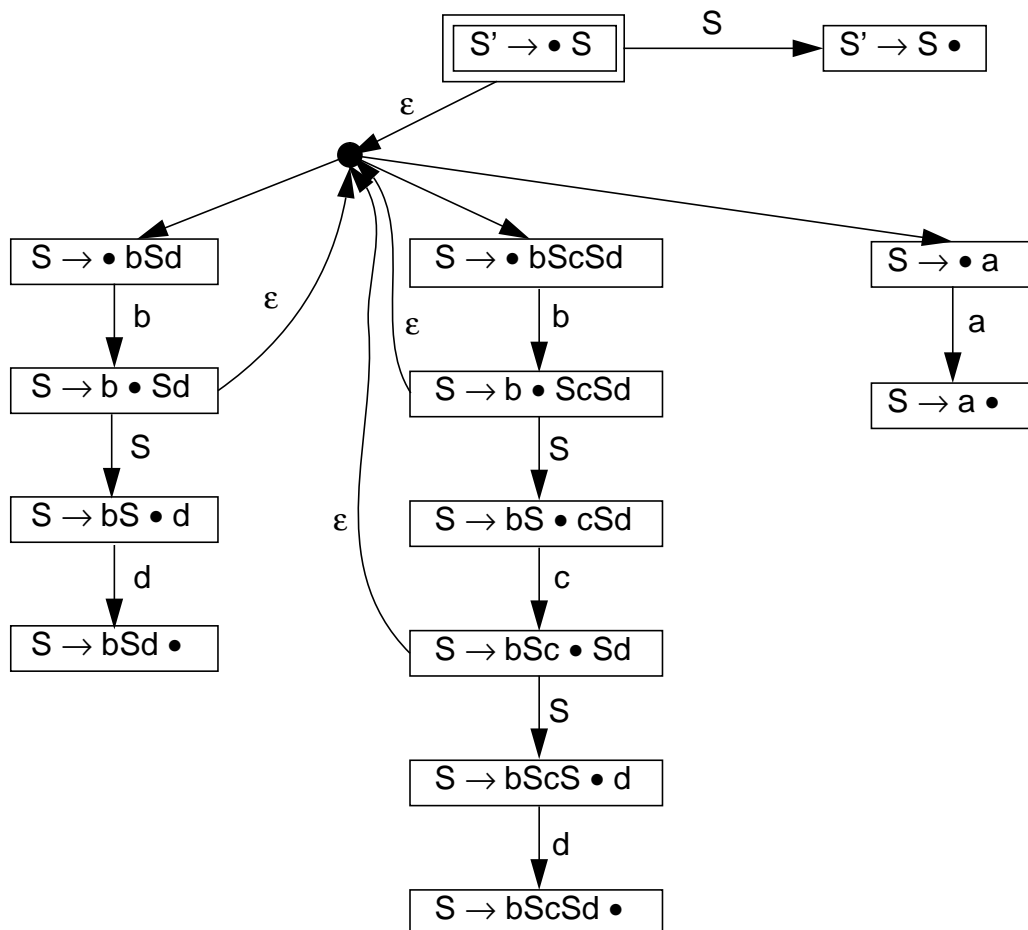 S' → • S
S
S' → S •
ε
S → • bSd
S → • bScSd
S → • a
b
ε
ε
b
a
S → b • Sd
S → b • ScSd
S → a •
S
S
S → bS • d
ε
S → bS • cSd
d
c
S → bSd •
S → bSc • Sd
S
S → bScS • d
d
S → bScSd •